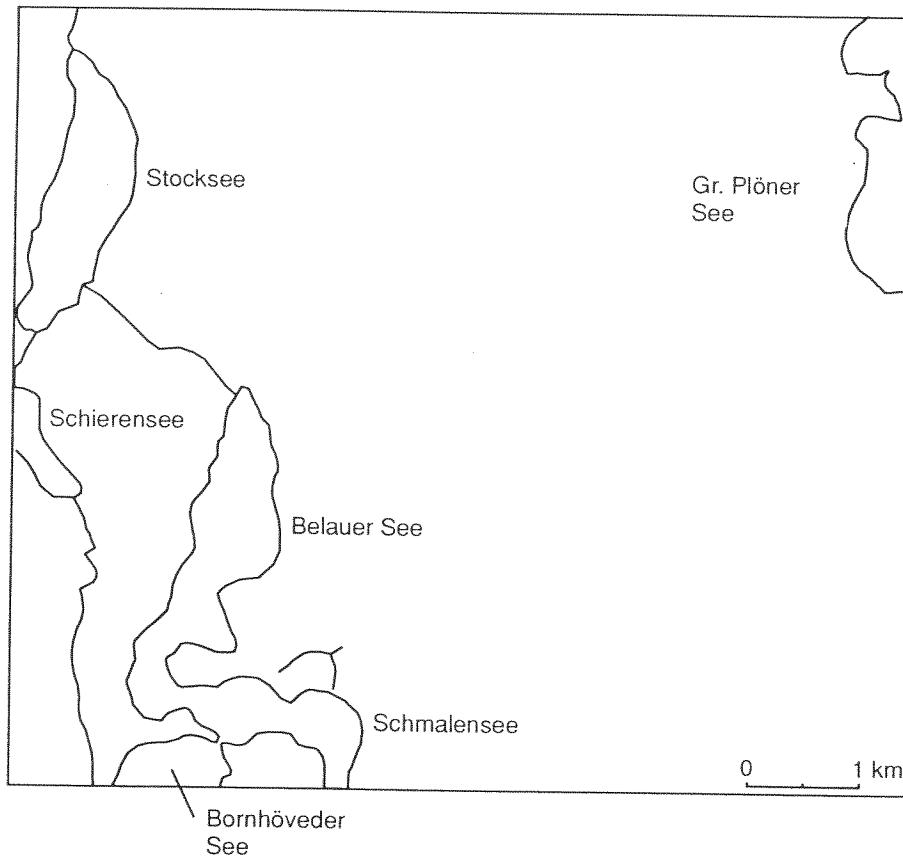 Stocksee
Gr. Plöner
See
Schierensee
Belauer See
Schmalensee
0 1 km
Bornhöveder
See